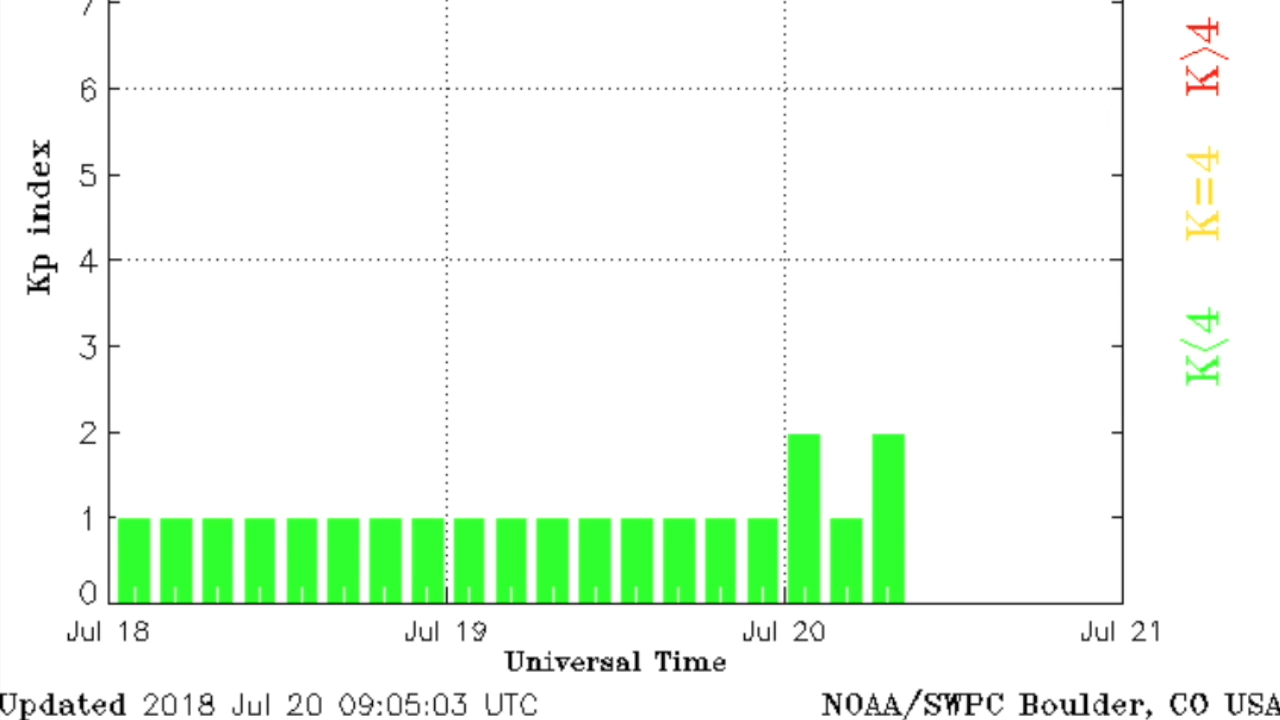 7
6
5
4
3
2
1
0
Kp index
K>4
K=4
K<4
Jul 18 Jul 19 Jul 20 Jul 21
Universal Time
Updated 2018 Jul 20 09:05:03 UTC
NOAA/SWPC Boulder, CO USA